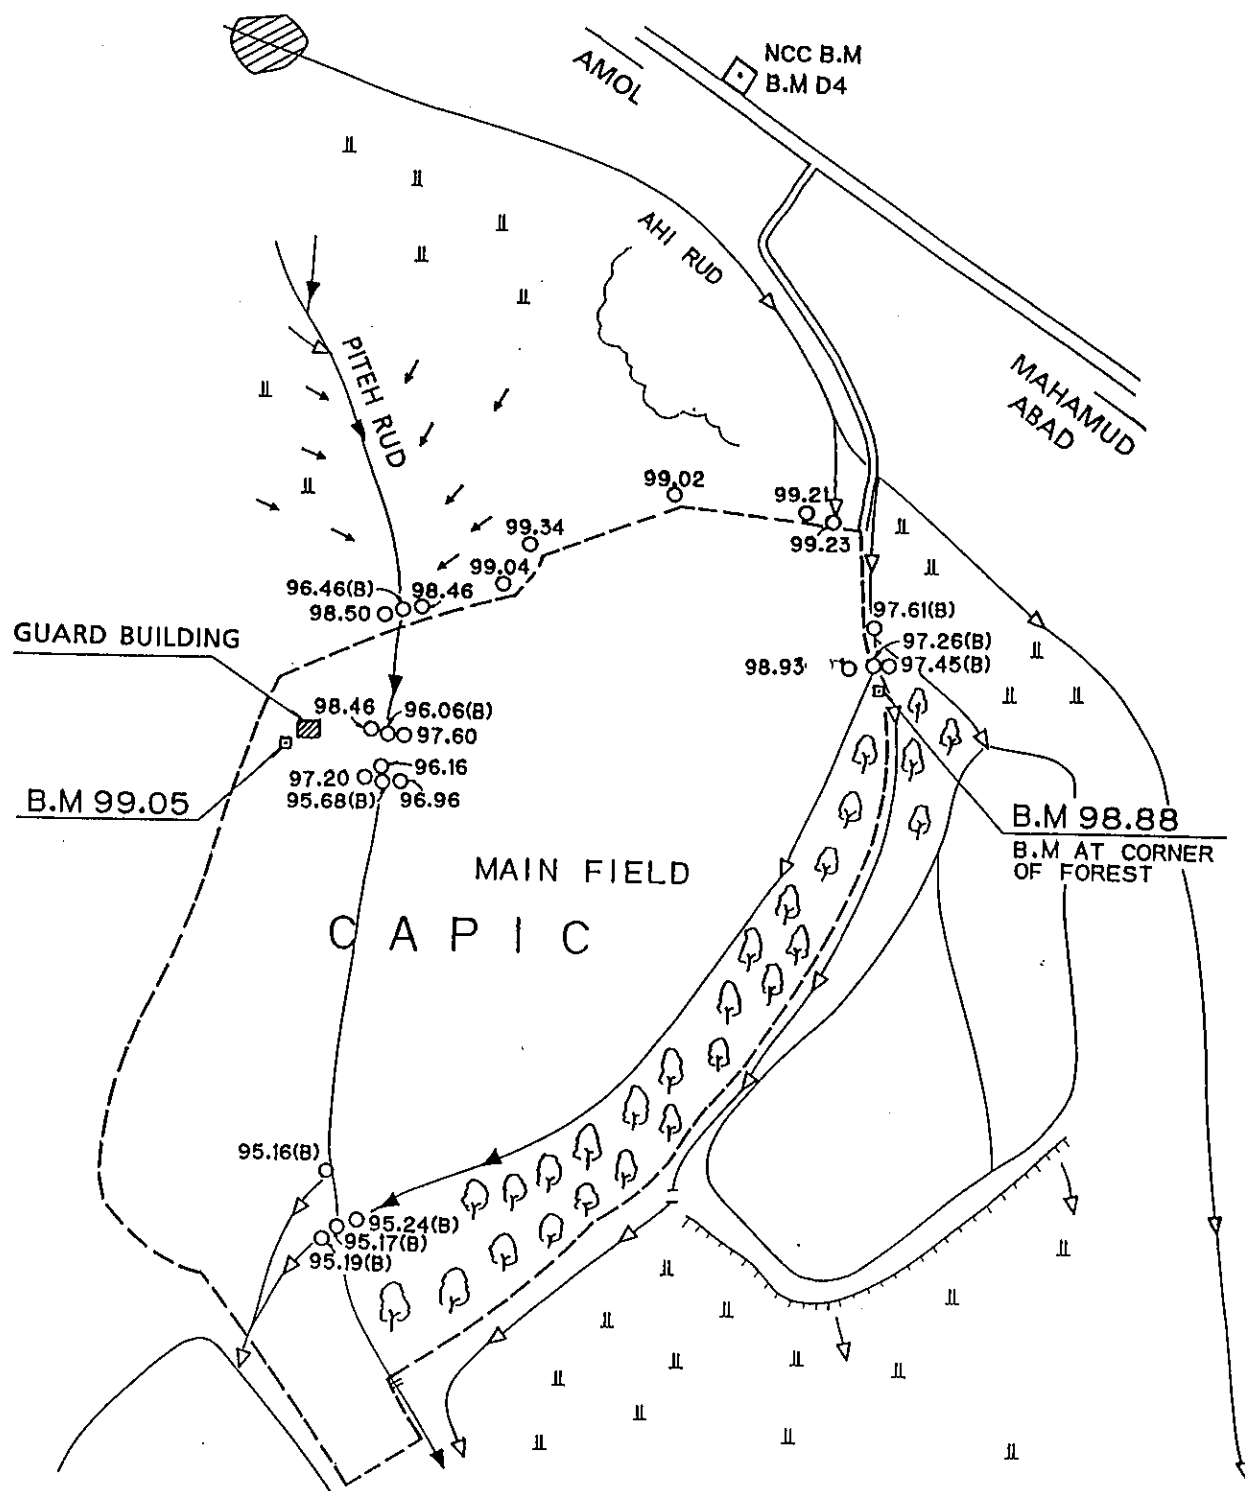 NCC B.M
B.M D4
AMOL
AHI RUD
MAHAMUD
ABAD
PITEH RUD
99.02
99.21
99.23
99.34
99.04
96.46(B)
98.46
98.50
GUARD BUILDING
97.61(B)
97.26(B)
98.93
97.45(B)
98.46
96.06(B)
97.60
96.16
97.20
95.68(B)
96.96
B.M 99.05
B.M 98.88
B.M AT CORNER
OF FOREST
MAIN FIELD
CAPIC
95.16(B)
95.24(B)
95.17(B)
95.19(B)